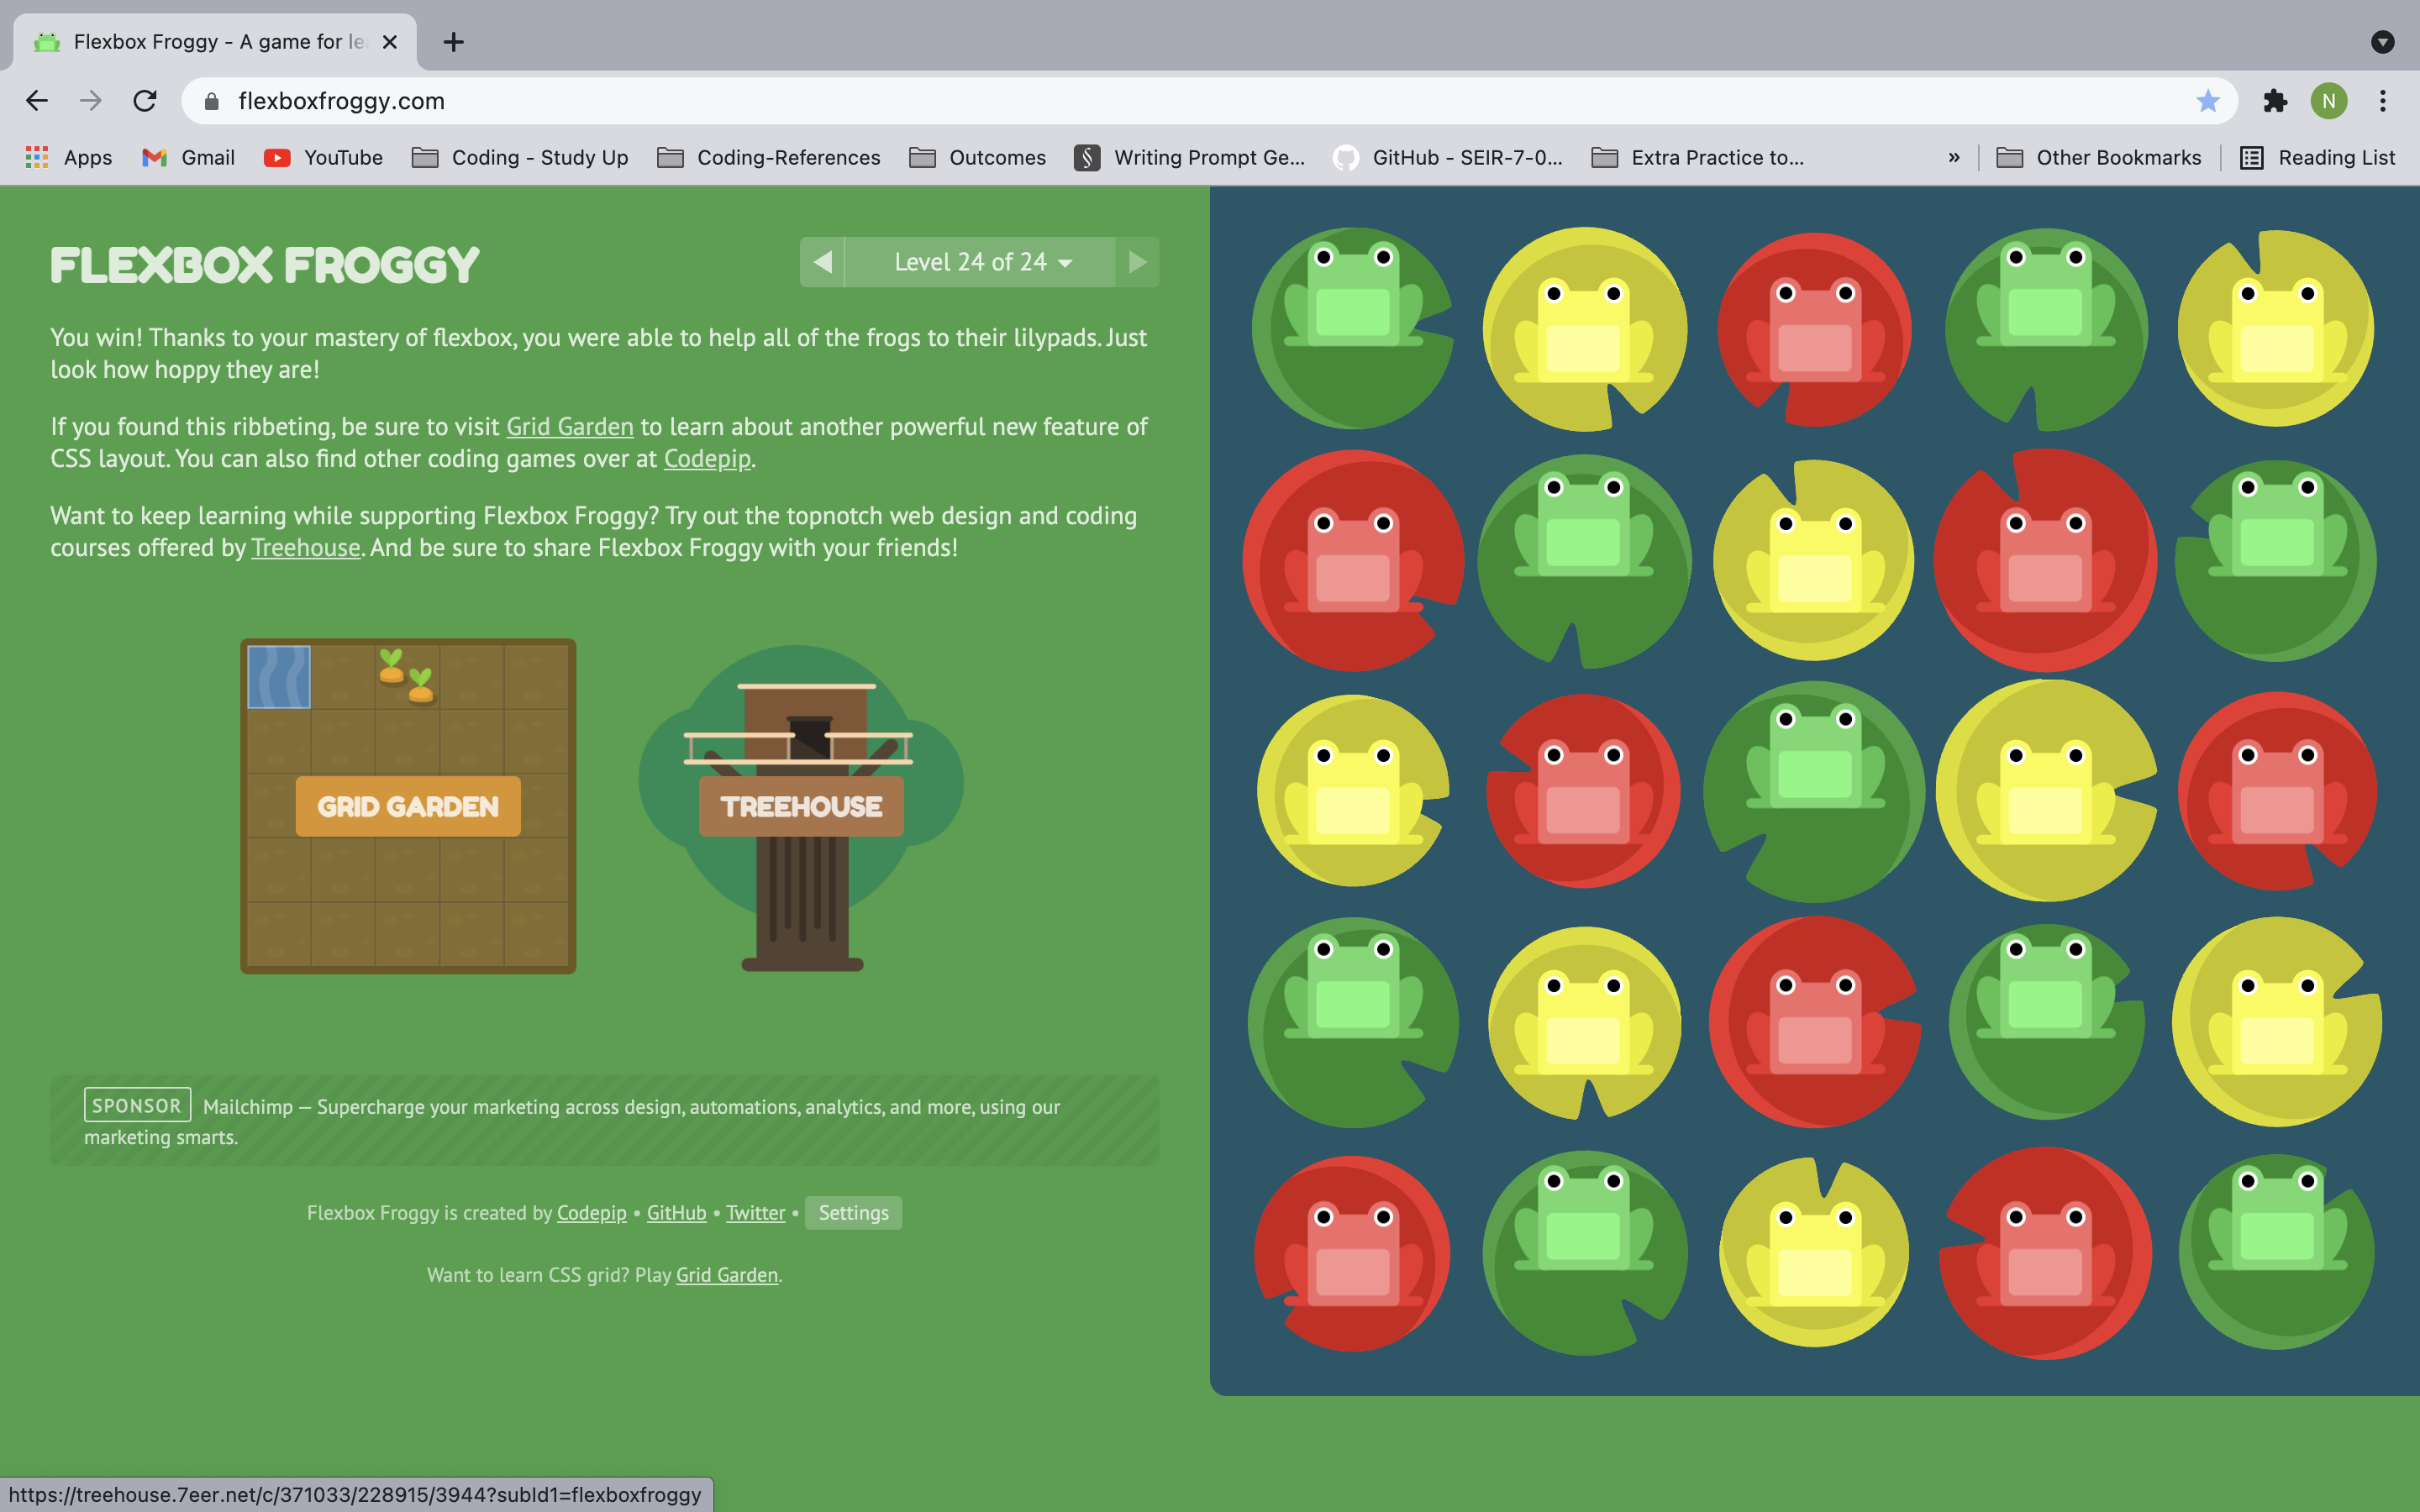 Flexbox Froggy - A game for le
flexboxfroggy.com
N
Apps
Gmail
YouTube
Coding - Study Up
Coding-References
Outcomes
Writing Prompt Ge...
GitHub - SEIR-7-0...
Extra Practice to...
»
Other Bookmarks
Reading List
FLEXBOX FROGGY
Level 24 of 24
You win! Thanks to your mastery of flexbox, you were able to help all of the frogs to their lilypads. Just
look how hoppy they are!
If you found this ribbeting, be sure to visit Grid Garden to learn about another powerful new feature of
CSS layout. You can also find other coding games over at Codepip.
Want to keep learning while supporting Flexbox Froggy? Try out the topnotch web design and coding
courses offered by Treehouse. And be sure to share Flexbox Froggy with your friends!
GRID GARDEN
TREEHOUSE
SPONSOR Mailchimp — Supercharge your marketing across design, automations, analytics, and more, using our
marketing smarts.
Flexbox Froggy is created by Codepip • GitHub • Twitter • Settings
Want to learn CSS grid? Play Grid Garden.
https://treehouse.7eer.net/c/371033/228915/3944?subId1=flexboxfroggy